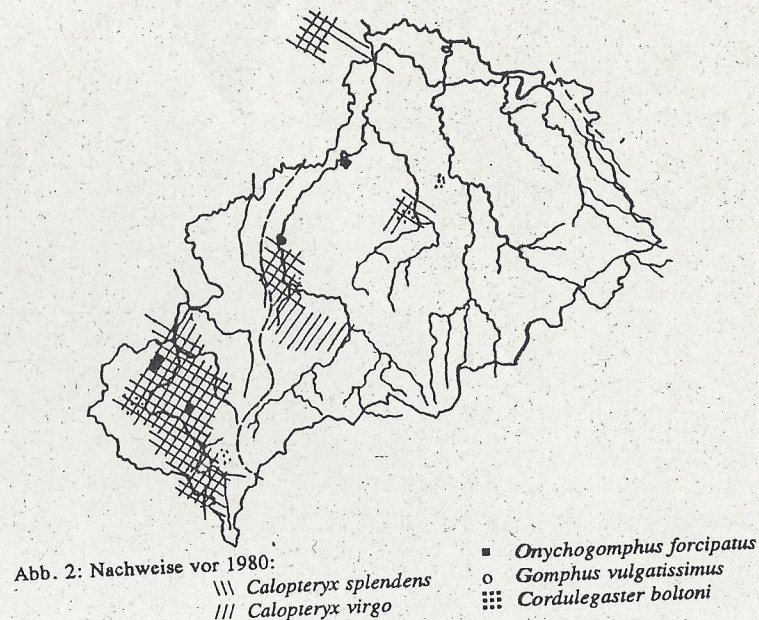 Abb. 2: Nachweise vor 1980:
\\\ Calopteryx splendens
/// Calopteryx virgo
■ Onychogomphus forcipatus
o Gomphus vulgatissimus
Cordulegaster boltoni